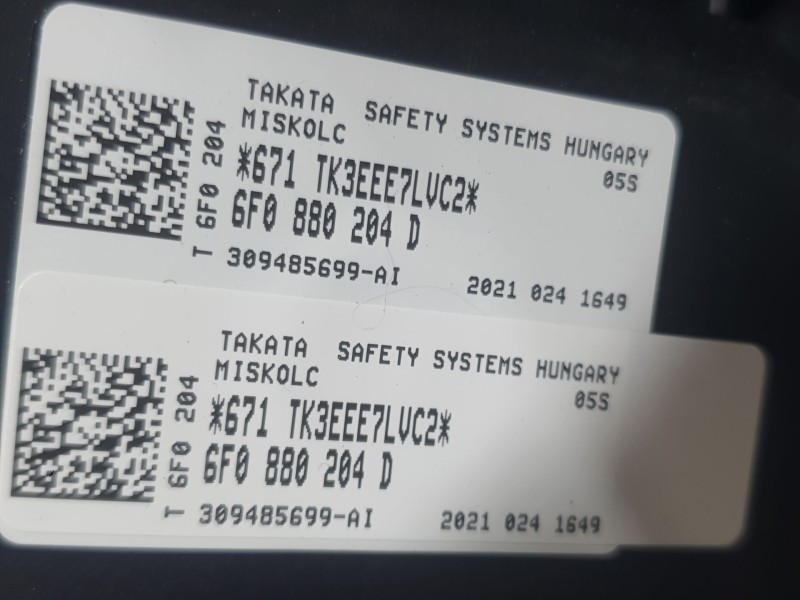 TAKATA SAFETY SYSTEMS HUNGARY
MISKOLC 05S
*671 TK3EEE7LVC2*
6F0 880 204 D
T 309485699-AI 2021 024 1649
6F0 204
TAKATA SAFETY SYSTEMS HUNGARY
MISKOLC 05S
*671 TK3EEE7LVC2*
6F0 880 204 D
T 309485699-AI 2021 024 1649
6F0 204